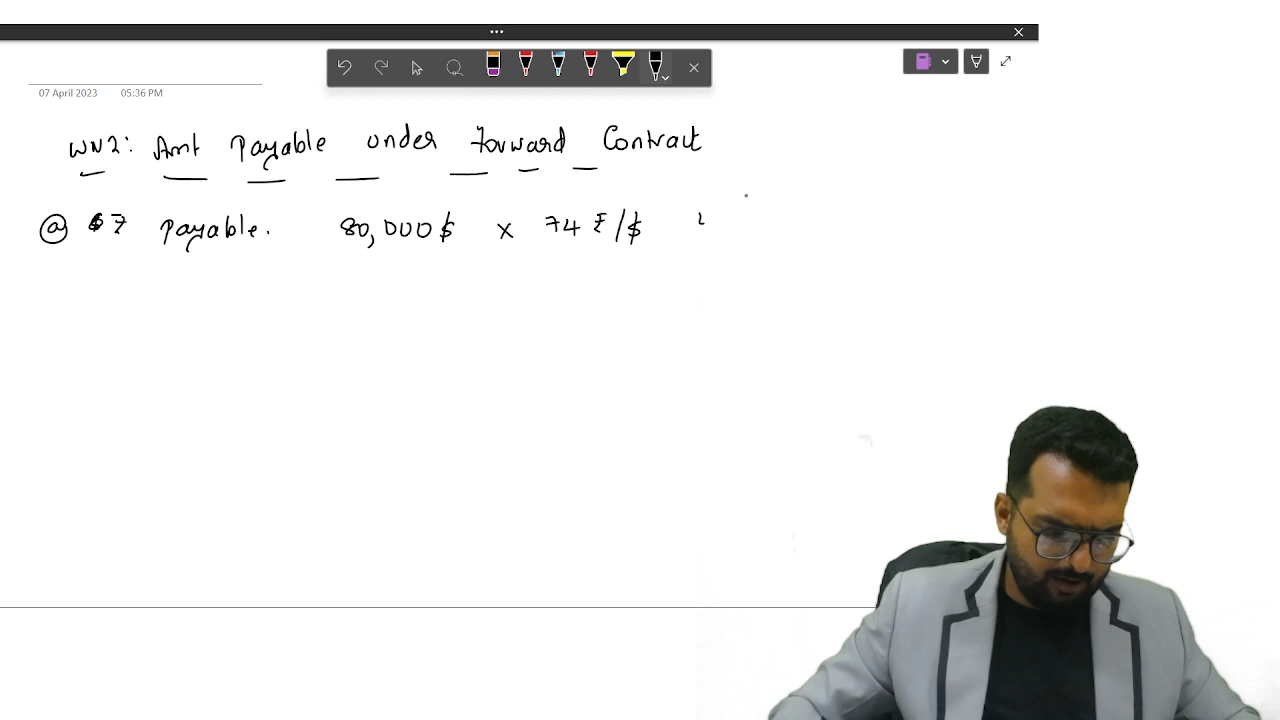 07 April 2023 05:36 PM
WN2: Amt payable under Forward Contract
ⓐ ₹ payable. 80,000 $ x 74 ₹/$